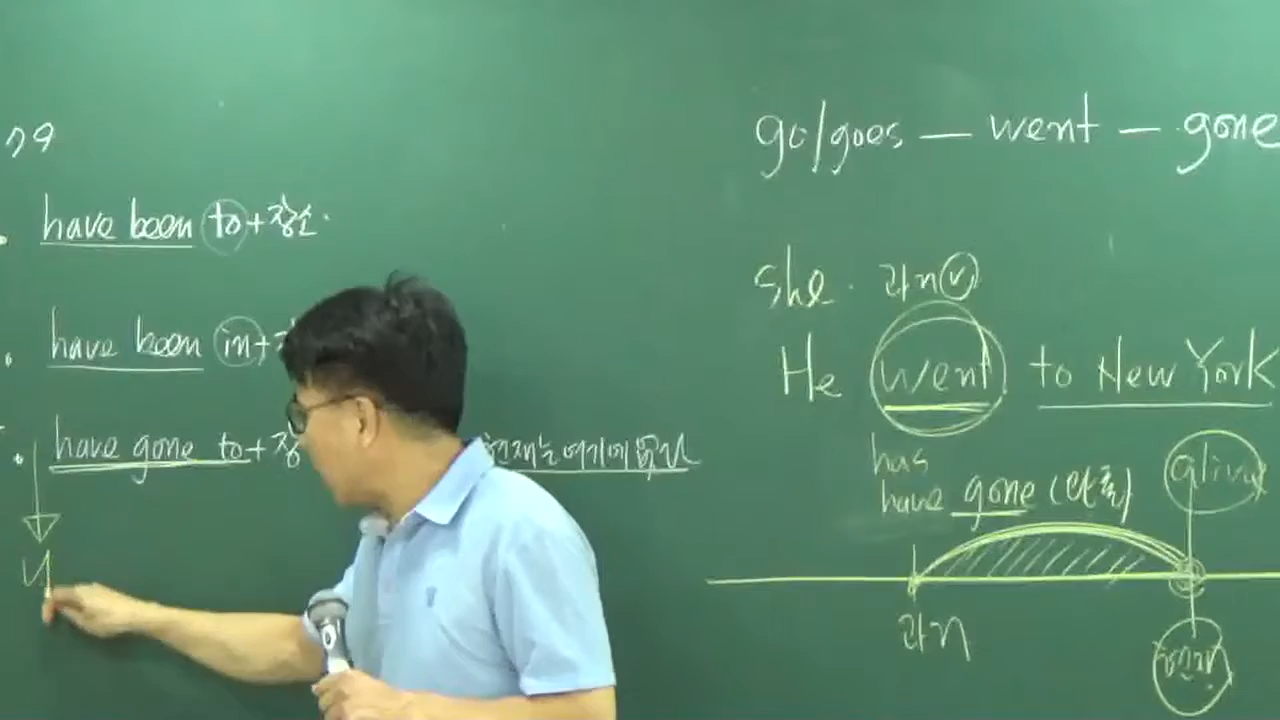 have been to+장소.
have been in+
have gone to+장
현재는 여기에 없다
go/goes — went — gone
She. 과거 v
He went to New York
has
have gone (완료)
alive
과거
현재